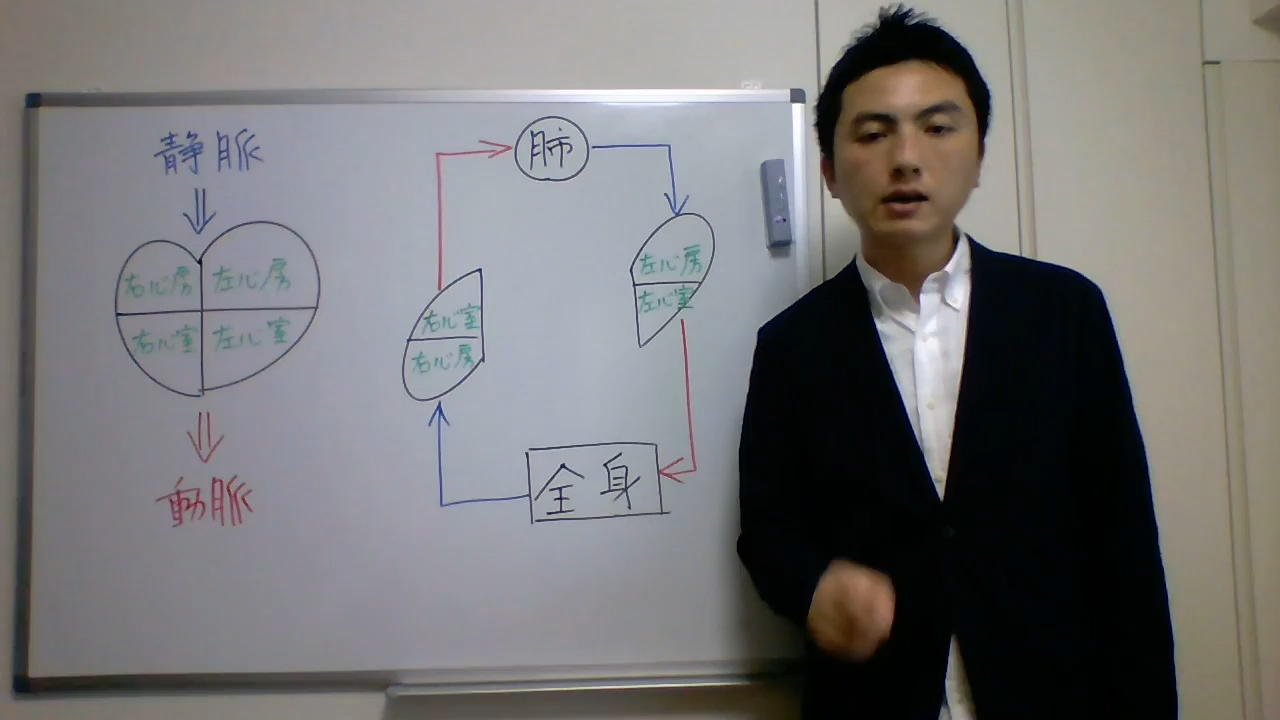 静脈
右心房 左心房
右心室 左心室
動脈
肺
左心房
左心室
右心室
右心房
全身